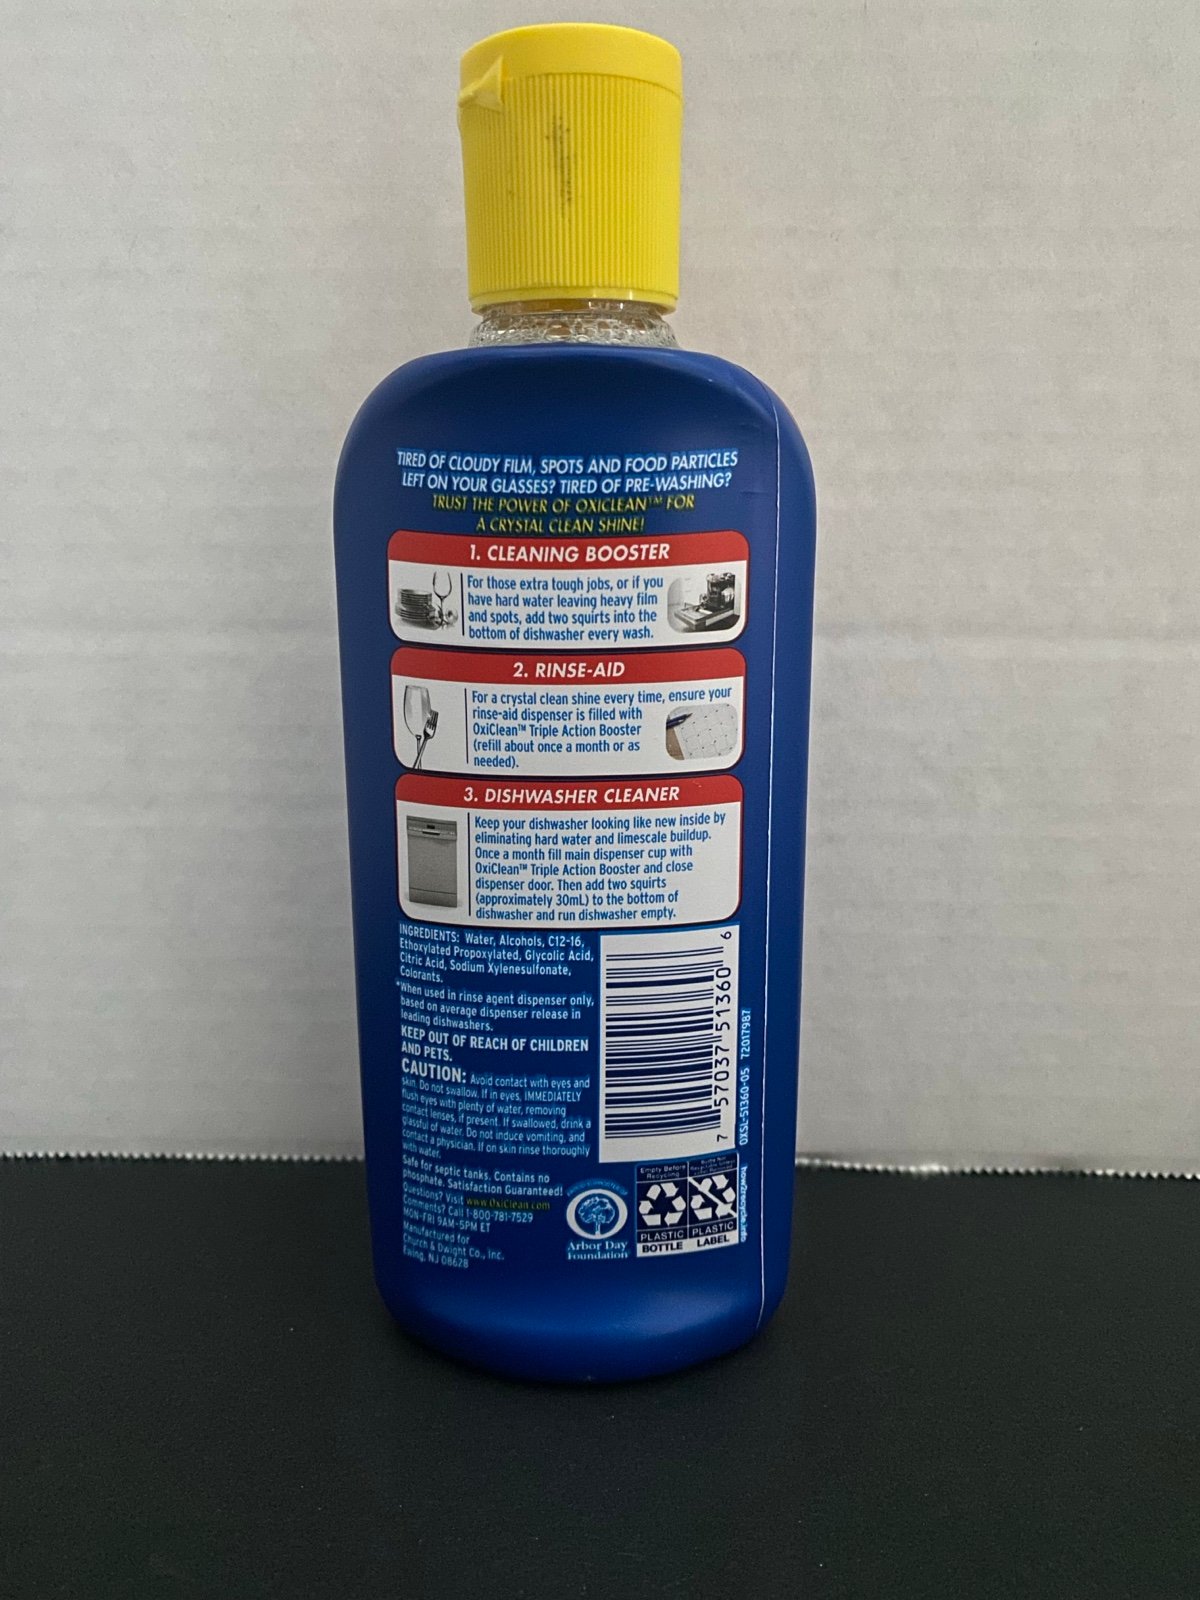 TIRED OF CLOUDY FILM, SPOTS AND FOOD PARTICLES
LEFT ON YOUR GLASSES? TIRED OF PRE-WASHING?
TRUST THE POWER OF OXICLEAN™ FOR
A CRYSTAL CLEAN SHINE!
1. CLEANING BOOSTER
For those extra tough jobs, or if you
have hard water leaving heavy film
and spots, add two squirts into the
bottom of dishwasher every wash.
2. RINSE-AID
For a crystal clean shine every time, ensure your
rinse-aid dispenser is filled with
OxiClean™ Triple Action Booster
(refill about once a month or as
needed).
3. DISHWASHER CLEANER
Keep your dishwasher looking like new inside by
eliminating hard water and limescale buildup.
Once a month fill main dispenser cup with
OxiClean™ Triple Action Booster and close
dispenser door. Then add two squirts
(approximately 30mL) to the bottom of
dishwasher and run dishwasher empty.
INGREDIENTS: Water, Alcohols, C12-16,
Ethoxylated Propoxylated, Glycolic Acid,
Citric Acid, Sodium Xylenesulfonate,
Colorants.
*When used in rinse agent dispenser only,
based on average dispenser release in
leading dishwashers.
KEEP OUT OF REACH OF CHILDREN
AND PETS.
CAUTION: Avoid contact with eyes and
skin. Do not swallow. If in eyes, IMMEDIATELY
flush eyes with plenty of water, removing
contact lenses, if present. If swallowed, drink a
glassful of water. Do not induce vomiting, and
contact a physician. If on skin rinse thoroughly
with water.
Safe for septic tanks. Contains no
phosphate. Satisfaction Guaranteed!
Questions? Visit www.OxiClean.com
Comments? Call 1-800-781-7529
MON-FRI 9AM-5PM ET
Manufactured for
Church & Dwight Co., Inc.
Ewing, NJ 08628
7 57037 51360 6
OXSL-51360-05 72017987
Arbor Day
Foundation
Empty Before
Recycling
PLASTIC
BOTTLE
PLASTIC
LABEL
how2recycle.info